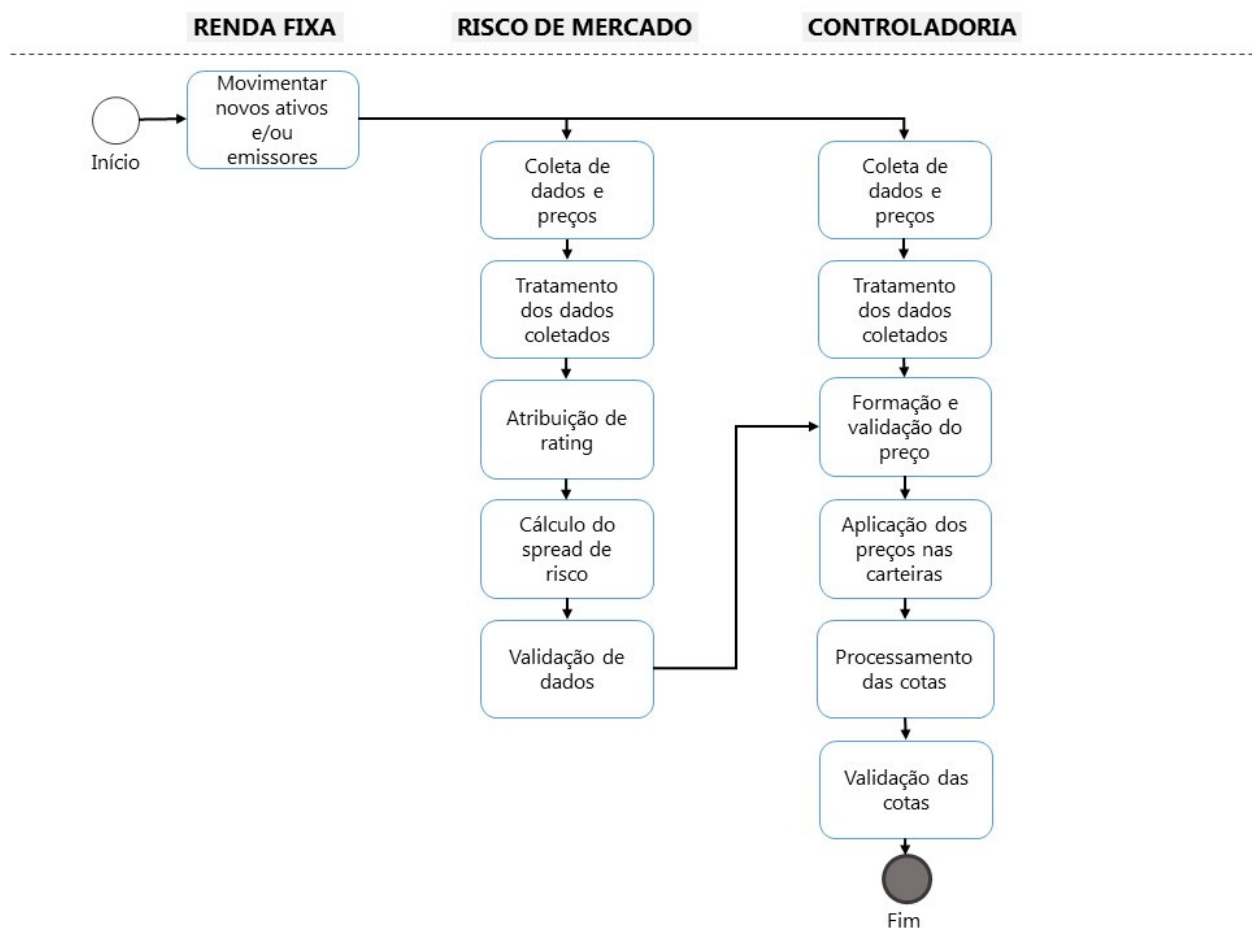 RENDA FIXA
RISCO DE MERCADO
CONTROLADORIA
Movimentar
novos ativos
e/ou
emissores
Início
Coleta de
dados e
preços
Tratamento
dos dados
coletados
Atribuição de
rating
Cálculo do
spread de
risco
Validação de
dados
Coleta de
dados e
preços
Tratamento
dos dados
coletados
Formação e
validação do
preço
Aplicação dos
preços nas
carteiras
Processamento
das cotas
Validação das
cotas
Fim